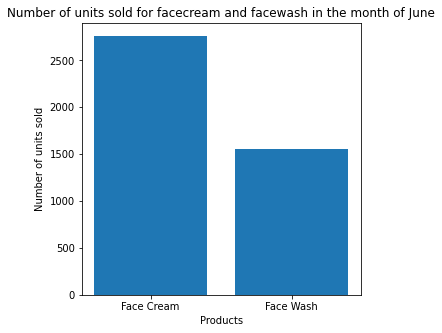 Number of units sold for facecream and facewash in the month of June
Number of units sold
2500
2000
1500
1000
500
0
Face Cream Face Wash
Products